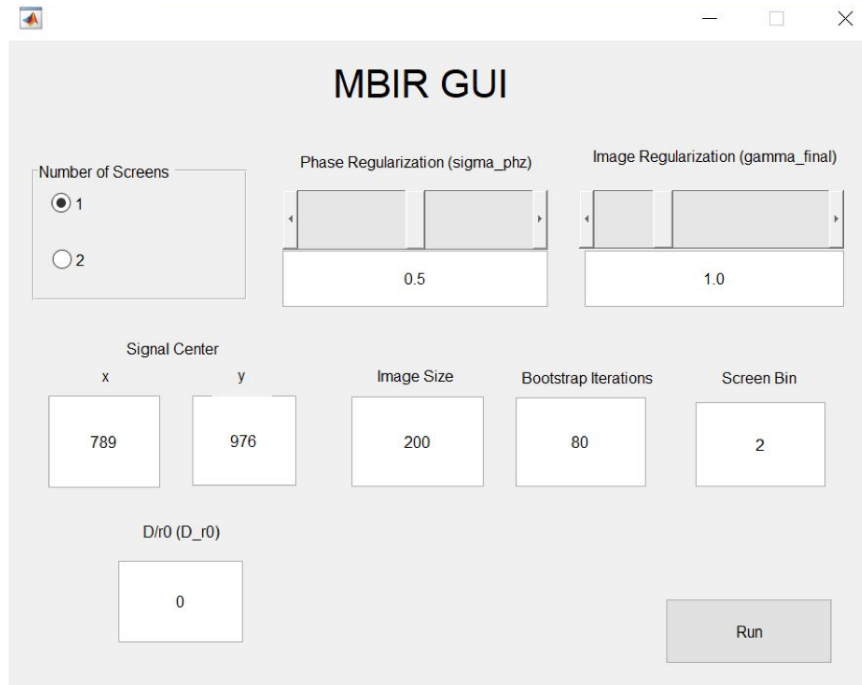 MBIR GUI
Number of Screens
1
2
Phase Regularization (sigma_phz)
0.5
Image Regularization (gamma_final)
1.0
Signal Center
x
y
Image Size
Bootstrap Iterations
Screen Bin
789
976
200
80
2
D/r0 (D_r0)
0
Run